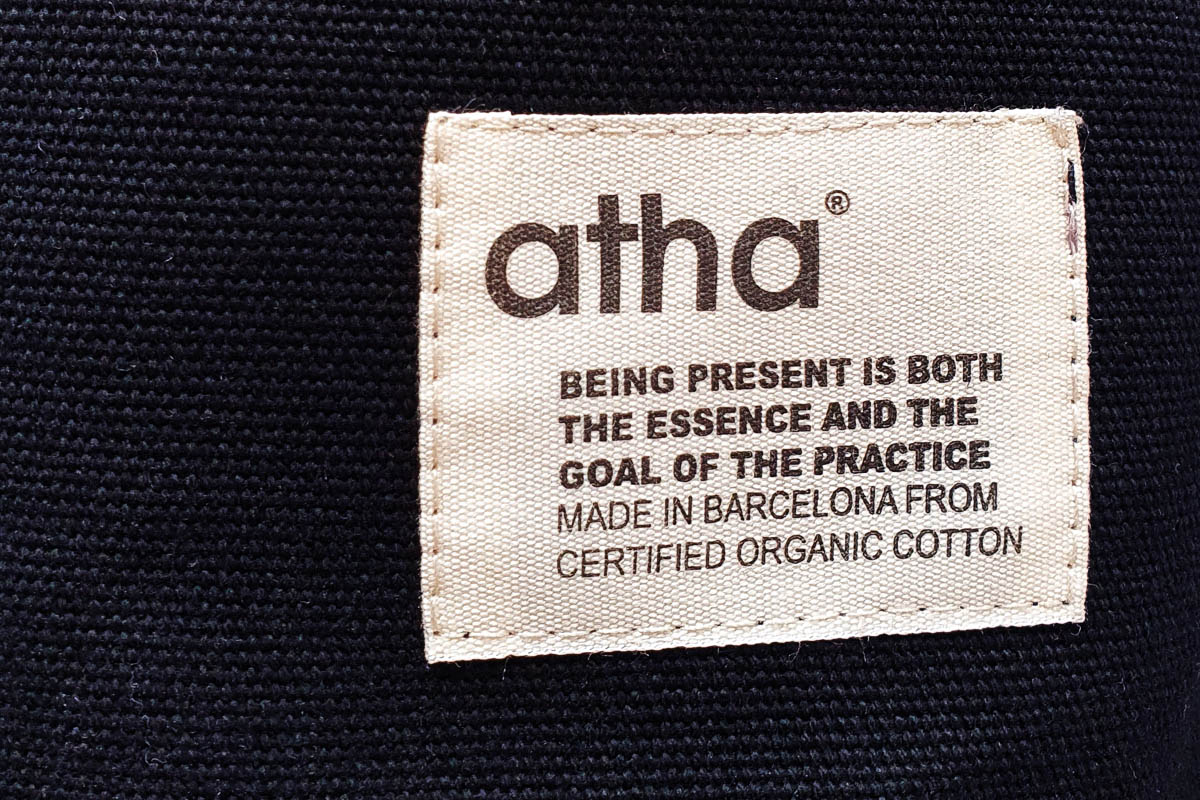 atha®
BEING PRESENT IS BOTH
THE ESSENCE AND THE
GOAL OF THE PRACTICE
MADE IN BARCELONA FROM
CERTIFIED ORGANIC COTTON